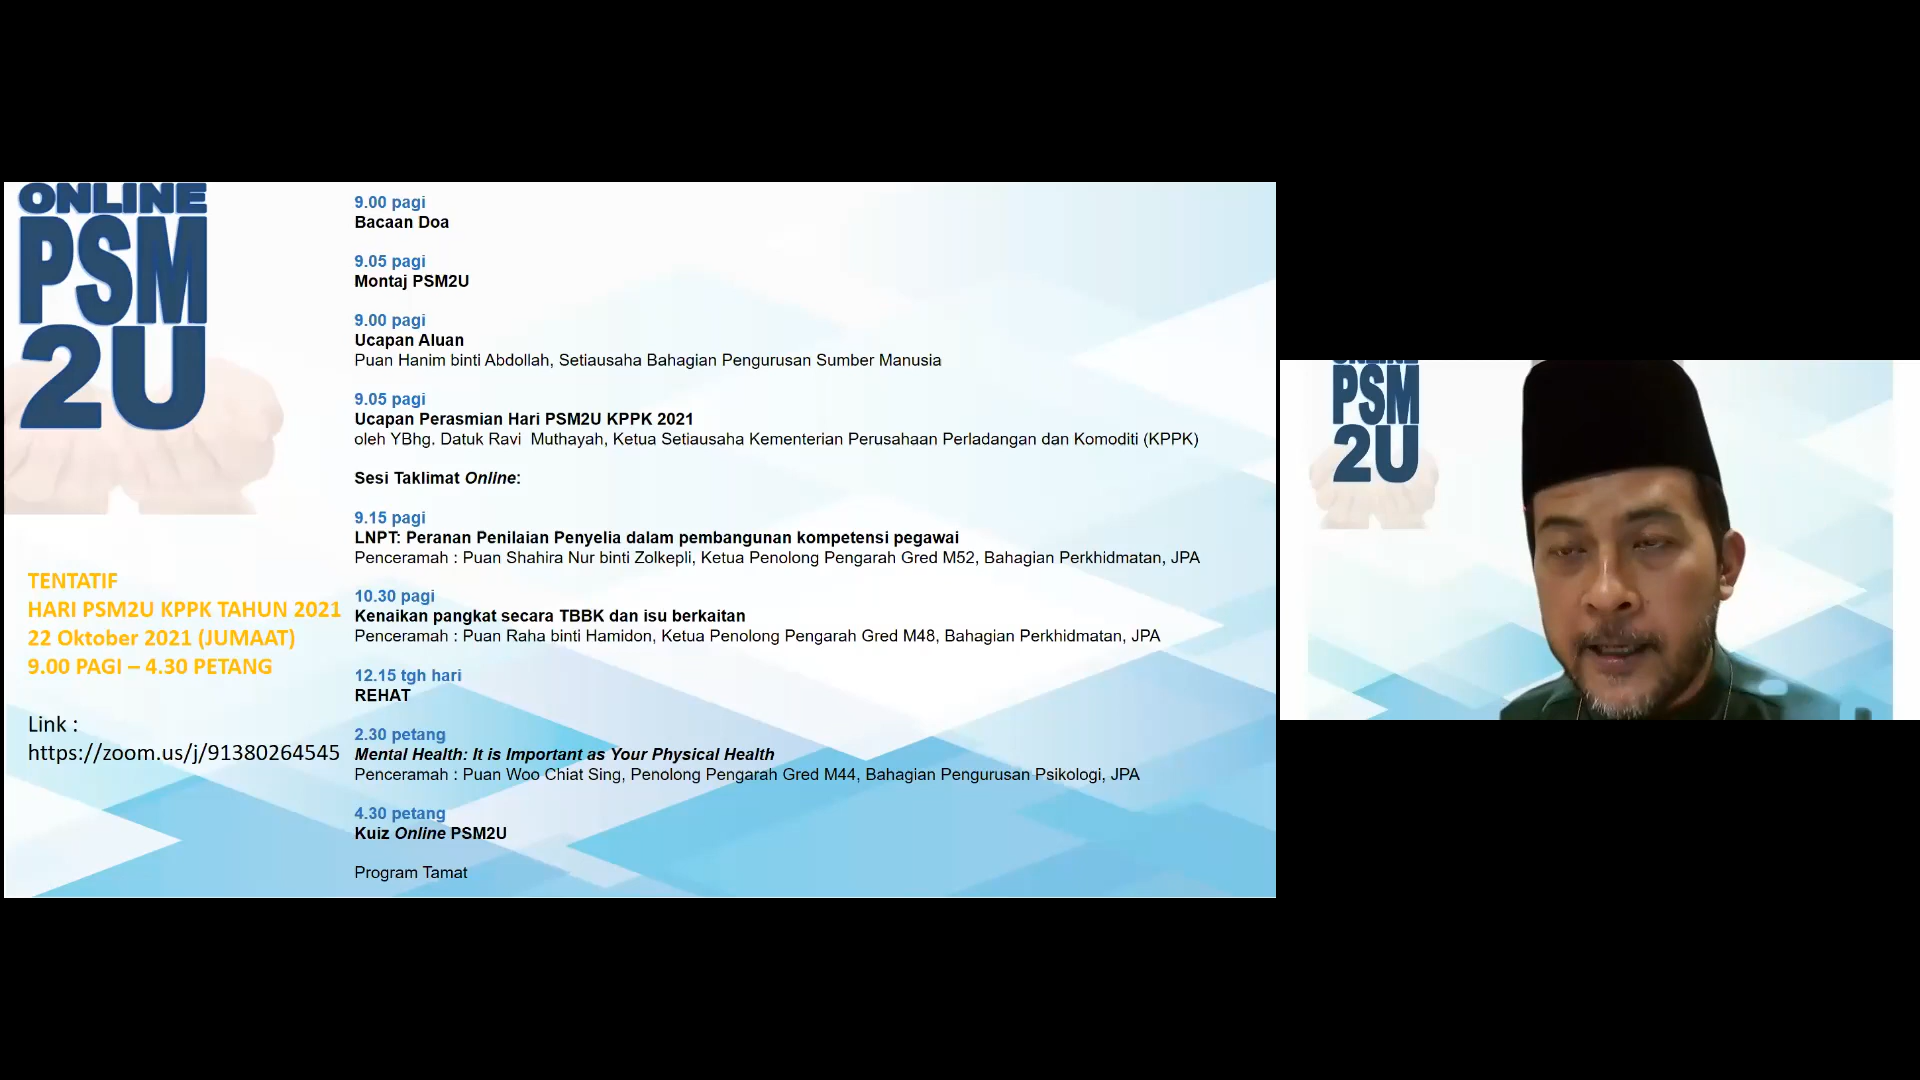 ONLINE
PSM
2U
TENTATIF
HARI PSM2U KPPK TAHUN 2021
22 Oktober 2021 (JUMAAT)
9.00 PAGI – 4.30 PETANG
Link :
https://zoom.us/j/91380264545
9.00 pagi
Bacaan Doa
9.05 pagi
Montaj PSM2U
9.00 pagi
Ucapan Aluan
Puan Hanim binti Abdollah, Setiausaha Bahagian Pengurusan Sumber Manusia
9.05 pagi
Ucapan Perasmian Hari PSM2U KPPK 2021
oleh YBhg. Datuk Ravi Muthayah, Ketua Setiausaha Kementerian Perusahaan Perladangan dan Komoditi (KPPK)
Sesi Taklimat Online:
9.15 pagi
LNPT: Peranan Penilaian Penyelia dalam pembangunan kompetensi pegawai
Penceramah : Puan Shahira Nur binti Zolkepli, Ketua Penolong Pengarah Gred M52, Bahagian Perkhidmatan, JPA
10.30 pagi
Kenaikan pangkat secara TBBK dan isu berkaitan
Penceramah : Puan Raha binti Hamidon, Ketua Penolong Pengarah Gred M48, Bahagian Perkhidmatan, JPA
12.15 tgh hari
REHAT
2.30 petang
Mental Health: It is Important as Your Physical Health
Penceramah : Puan Woo Chiat Sing, Penolong Pengarah Gred M44, Bahagian Pengurusan Psikologi, JPA
4.30 petang
Kuiz Online PSM2U
Program Tamat
ONLINE
PSM
2U